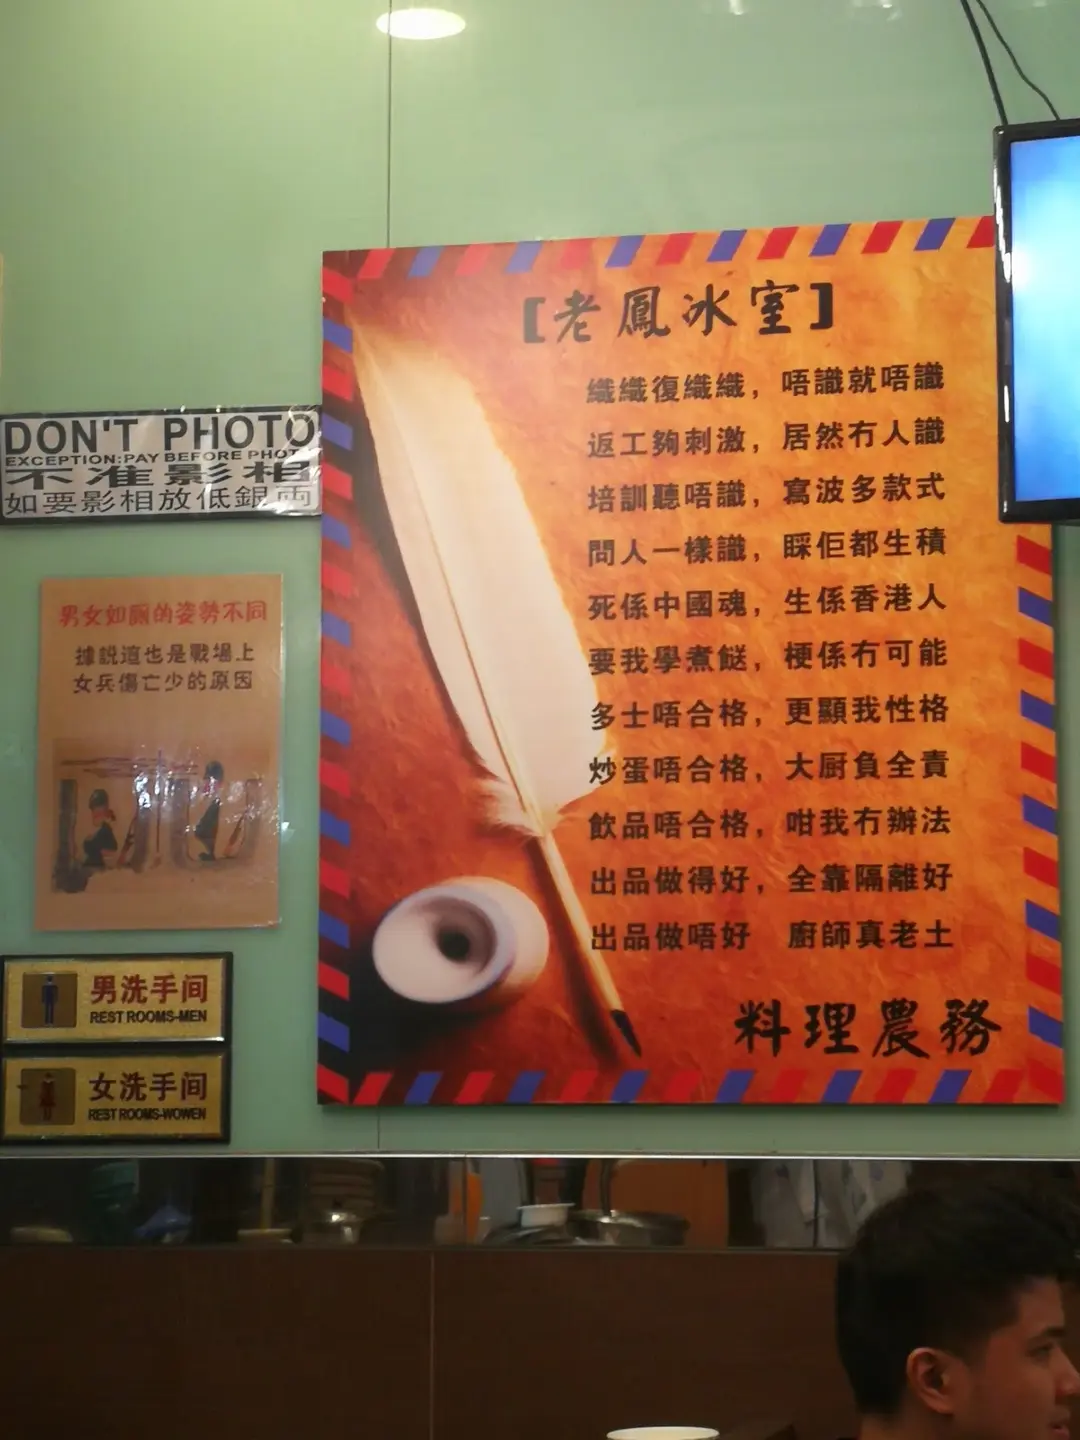 [老鳳冰室]
織織復織織，唔識就唔識
返工夠刺激，居然冇人識
培訓聽唔識，寫波多款式
問人一樣識，睬佢都生積
死係中國魂，生係香港人
要我學煮餸，梗係冇可能
多士唔合格，更顯我性格
炒蛋唔合格，大厨負全責
飲品唔合格，咁我冇辦法
出品做得好，全靠隔離好
出品做唔好 廚師真老土
料理農務
DON'T PHOTO
EXCEPTION:PAY BEFORE PHOTO
不准影相
如要影相放低銀両
男女如厠的姿勢不同
據說這也是戰場上
女兵傷亡少的原因
男洗手间
REST ROOMS-MEN
女洗手间
REST ROOMS-WOWEN